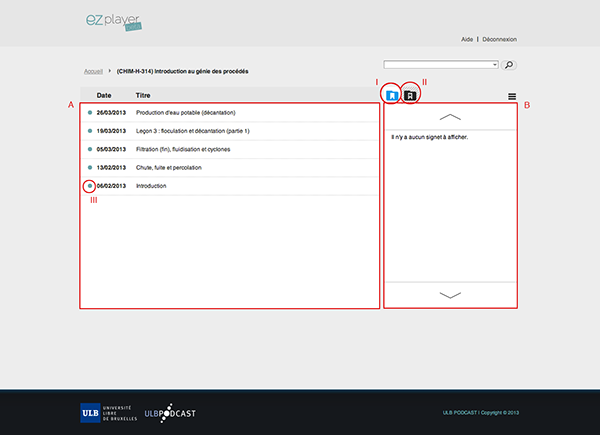 ez player
Aide | Déconnexion
Accueil › (CHIM-H-314) Introduction au génie des procédés
I II
Date Titre
A B
26/03/2013 Production d'eau potable (décantation)
19/03/2013 Leçon 3 : floculation et décantation (partie 1)
05/03/2013 Filtration (fin), fluidisation et cyclones
13/02/2013 Chute, fuite et percolation
06/02/2013 Introduction
III
Il n'y a aucun signet à afficher.
ULB UNIVERSITÉ
LIBRE
DE BRUXELLES
ULBPODCAST
ULB PODCAST | Copyright © 2013